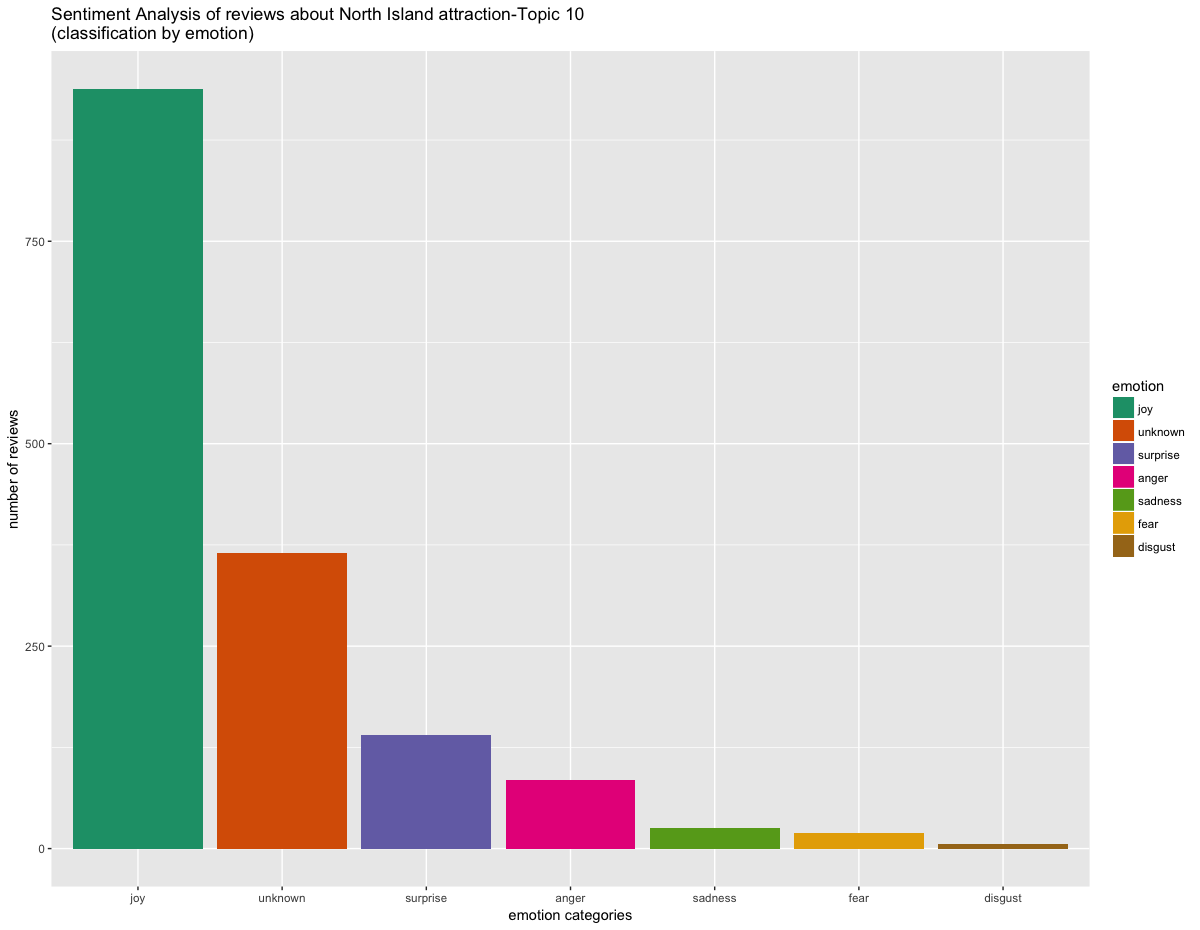 Sentiment Analysis of reviews about North Island attraction-Topic 10
(classification by emotion)
number of reviews
750
500
250
0
joy
unknown
surprise
anger
sadness
fear
disgust
emotion categories
emotion
joy
unknown
surprise
anger
sadness
fear
disgust